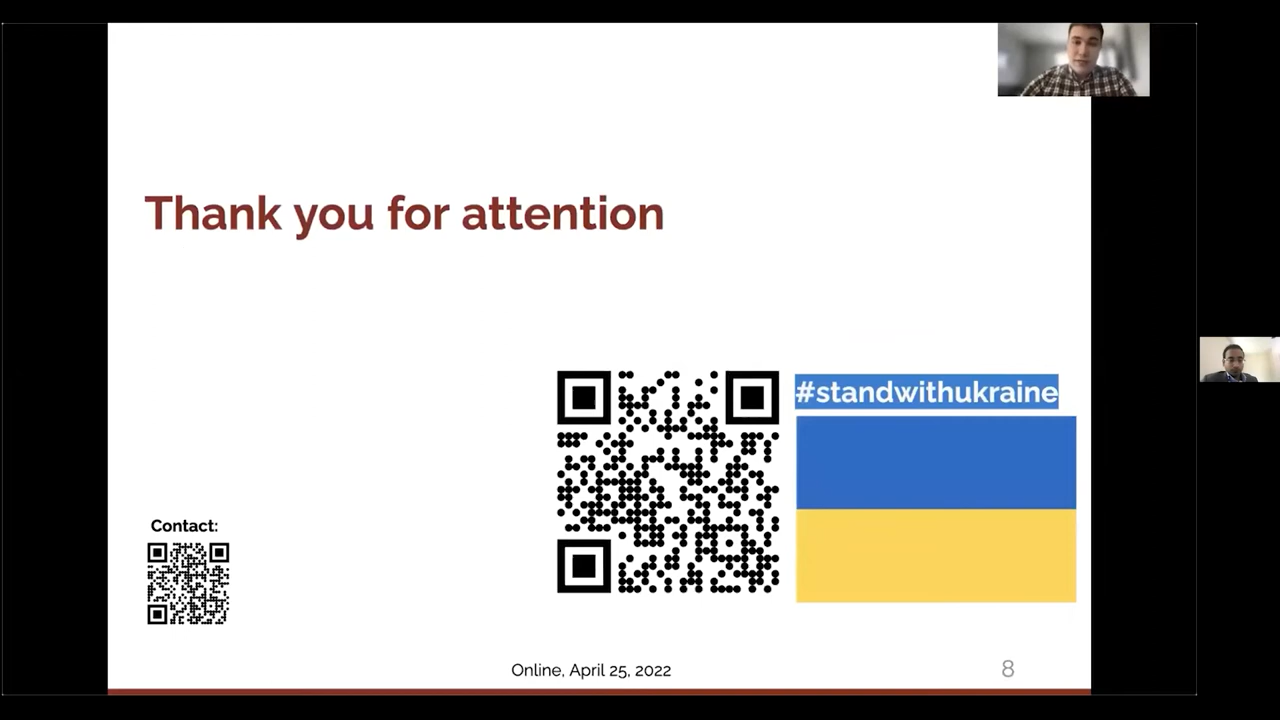 Thank you for attention
#standwithukraine
Contact:
Online, April 25, 2022
8